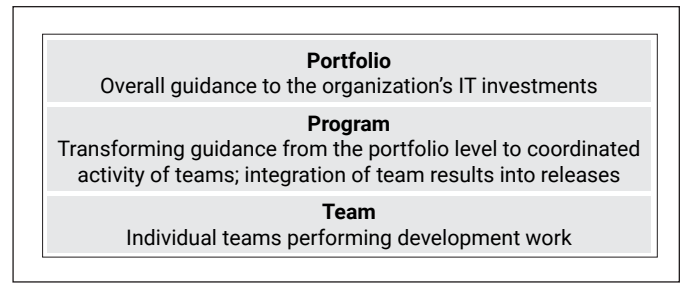 Portfolio
Overall guidance to the organization's IT investments
Program
Transforming guidance from the portfolio level to coordinated
activity of teams; integration of team results into releases
Team
Individual teams performing development work